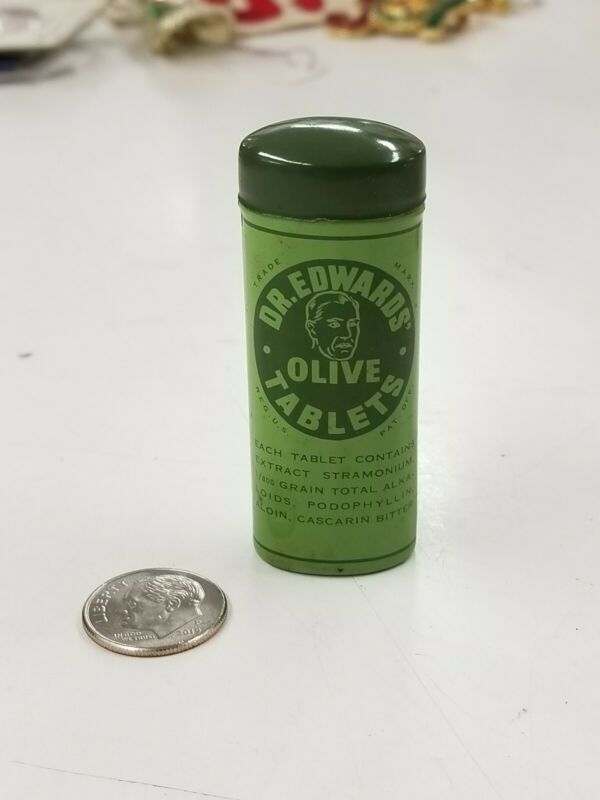 TRADE MARK
DR. EDWARDS'
OLIVE
TABLETS
REG. U.S. PAT. OFF.
EACH TABLET CONTAINS
EXTRACT STRAMONIUM,
1/800 GRAIN TOTAL ALKA-
LOIDS, PODOPHYLLIN,
ALOIN, CASCARIN BITTER
LIBERTY
IN GOD
WE TRUST